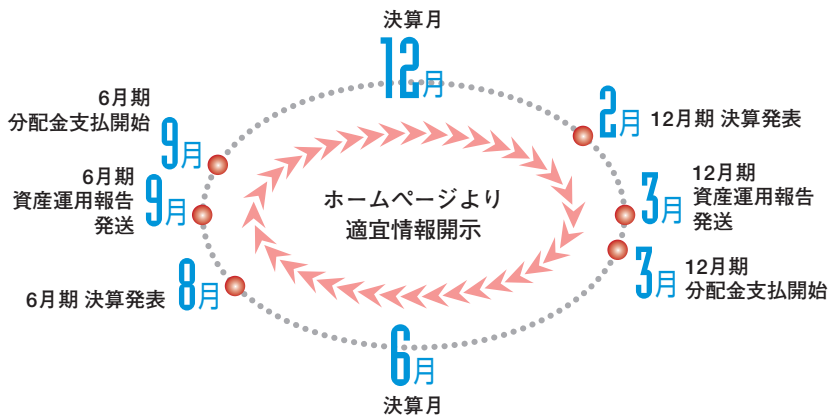 決算月
12月
2月 12月期 決算発表
3月
12月期
資産運用報告
発送
3月
12月期
分配金支払開始
6月
決算月
6月期 決算発表 8月
6月期
資産運用報告
発送
9月
6月期
分配金支払開始
9月
ホームページより
適宜情報開示